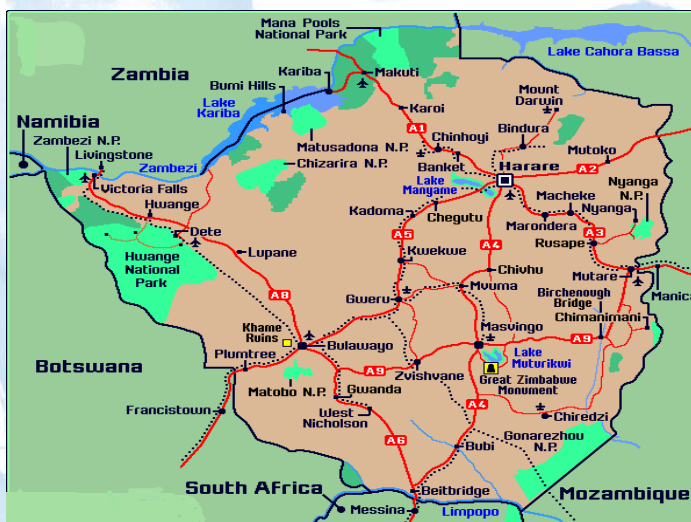 Mana Pools
National Park
Lake Cahora Bassa
Zambia
Kariba
Makuti
Bumi Hills
Mount
Darwin
Lake
Kariba
Karoi
Namibia
A1
Bindura
Zambezi N.P.
Matusadona N.P.
Chinhoyi
Mutoko
Livingstone
Zambezi
Chizarira N.P.
Banket
Harare
A2
Victoria Falls
Lake
Manyame
Macheke
Nyanga
N.P.
Hwange
Kadoma
Chegutu
Nyanga
Marondera
A3
Dete
A5
A4
Rusape
Lupane
Kwekwe
Hwange
National
Park
Chivhu
Mutare
Mvuma
Birchenough
Bridge
Manica
A8
Gweru
Chimanimani
Khame
Ruins
Masvingo
A9
Bulawayo
Lake
Muturikwi
Plumtree
A9
Botswana
Zvishvane
Great Zimbabwe
Monument
Matobo N.P.
Gwanda
A4
Francistown
West
Nicholson
Chiredzi
A6
Bubi
Gonarezhou
N.P.
South Africa
Beitbridge
Mozambique
Messina
Limpopo